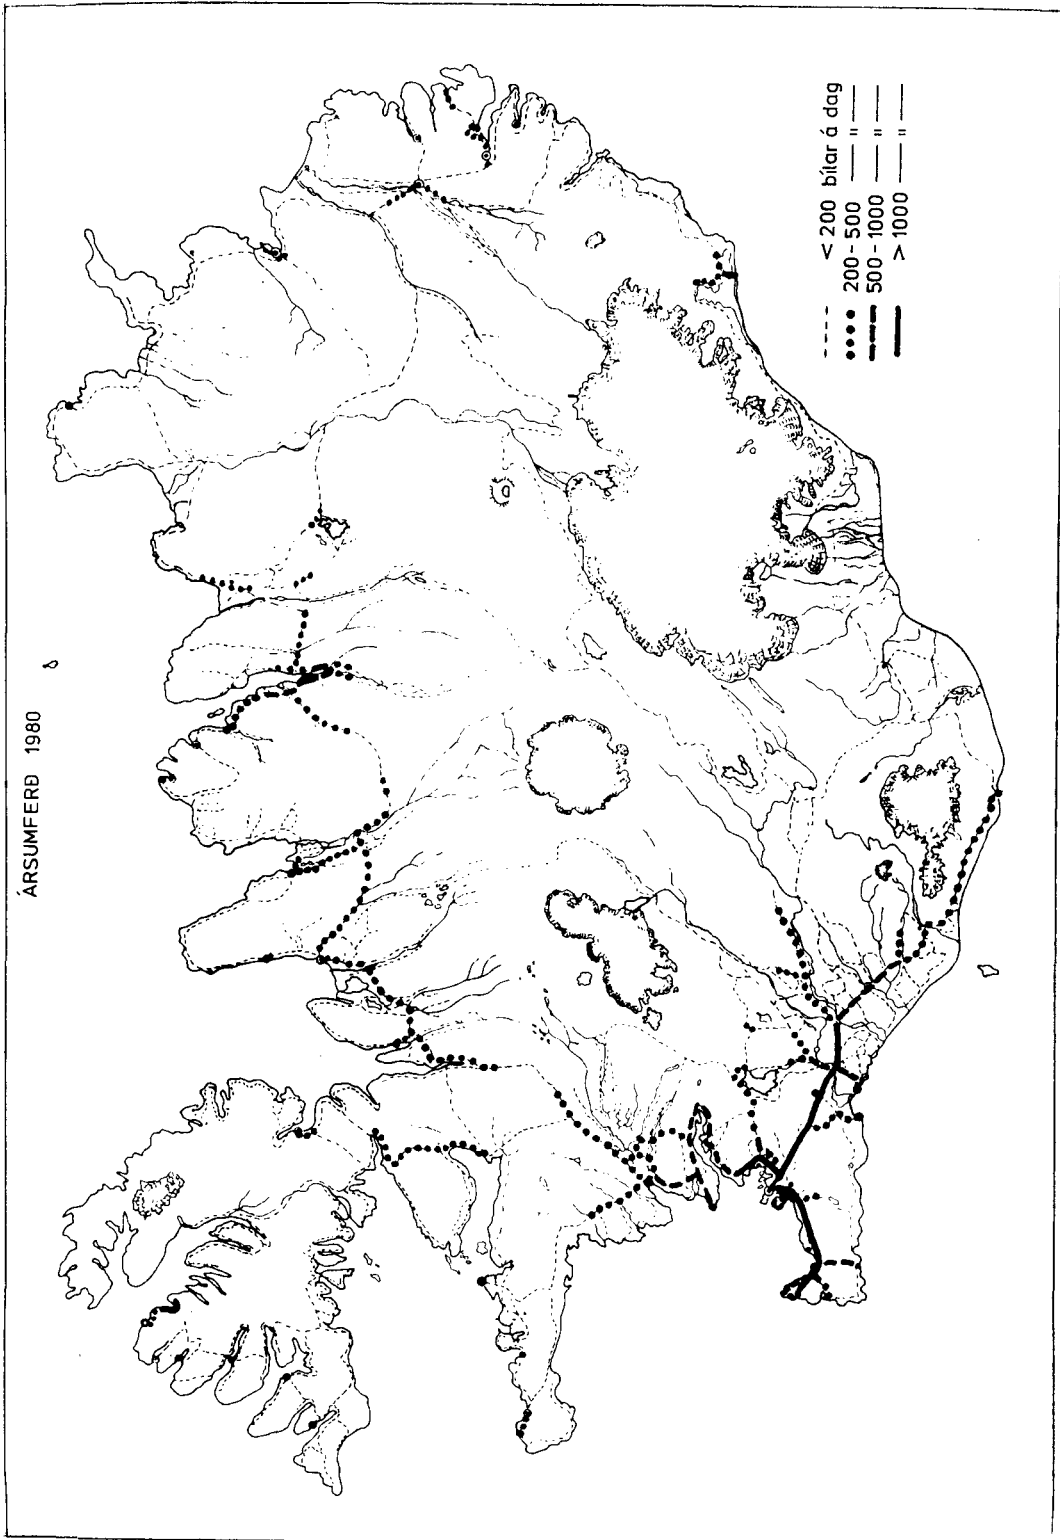 ÁRSUMFERÐ 1980
--- < 200 bílar á dag
•••• 200-500 — " —
500-1000 — " —
> 1000 — " —